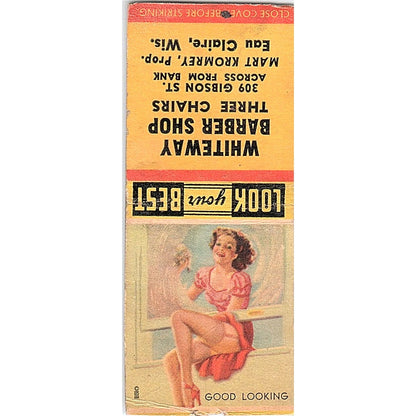 CLOSE COVER BEFORE STRIKING
WHITEWAY
BARBER SHOP
THREE CHAIRS
309 GIBSON ST.
ACROSS FROM BANK
MART KROMREY, Prop.
Eau Claire, Wis.
LOOK your BEST
GOOD LOOKING